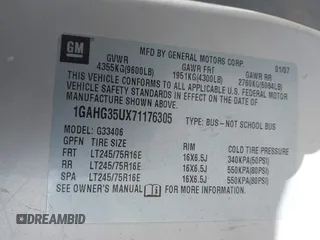 GM
MFD BY GENERAL MOTORS CORP
01/07
GVWR GAWR FRT GAWR RR
4355KG(9600LB) 1951KG(4300LB) 2760KG(6084LB)
THIS VEHICLE CONFORMS TO ALL APPLICABLE U.S. FEDERAL
MOTOR VEHICLE SAFETY STANDARDS IN EFFECT ON THE DATE OF
MANUFACTURE SHOWN ABOVE.
1GAHG35UX71176305 TYPE: BUS—NOT SCHOOL BUS
MODEL: G33406
GPFN TIRE SIZE RIM COLD TIRE PRESSURE
FRT LT245/75R16E 16X6.5J 340KPA(50PSI)
RR LT245/75R16E 16X6.5J 550KPA(80PSI)
SPA LT245/75R16E 16X6.5J 550KPA(80PSI)
SEE OWNER'S MANUAL FOR MORE INFORMATION.
DREAMBID